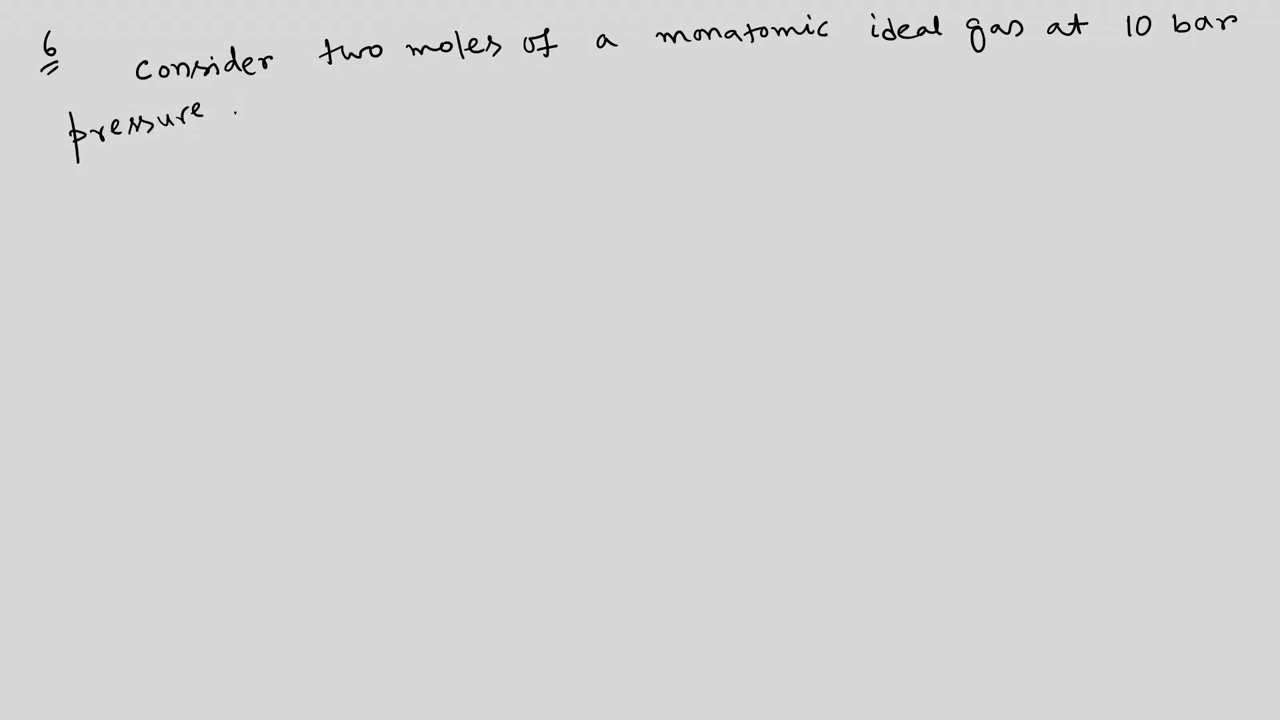 6 consider two moles of a monatomic ideal gas at 10 bar
pressure .